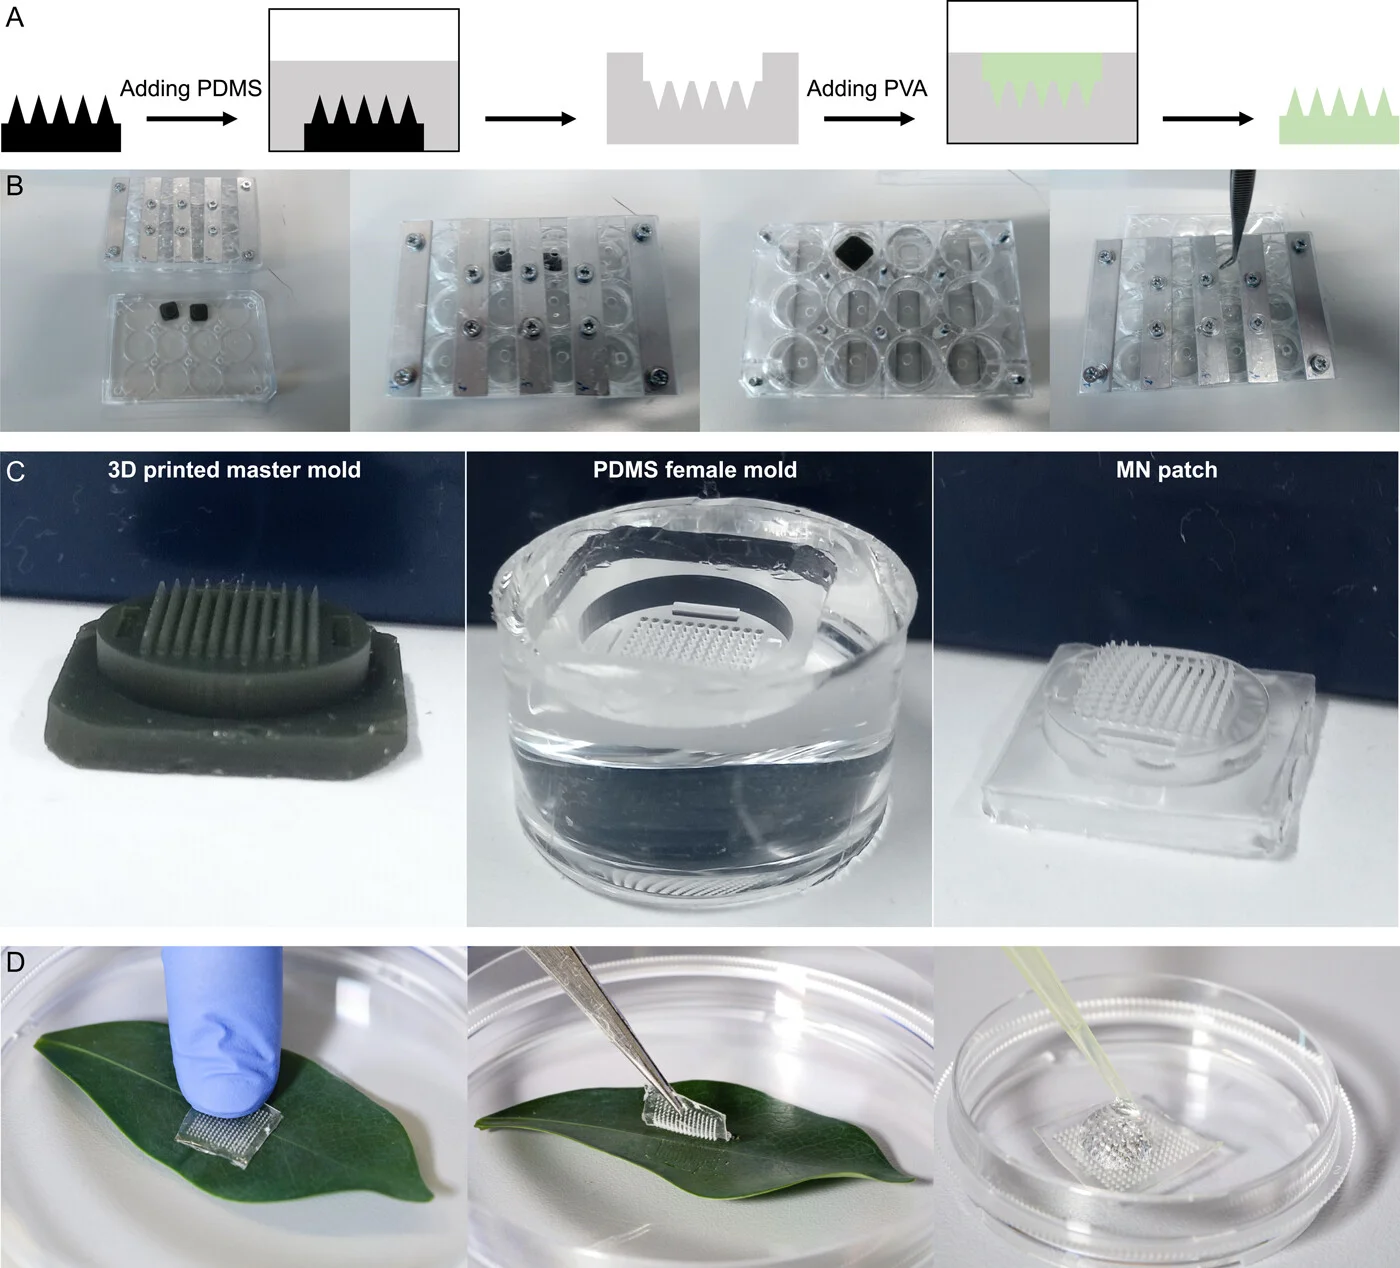 A
Adding PDMS
Adding PVA
B
C
3D printed master mold
PDMS female mold
MN patch
D